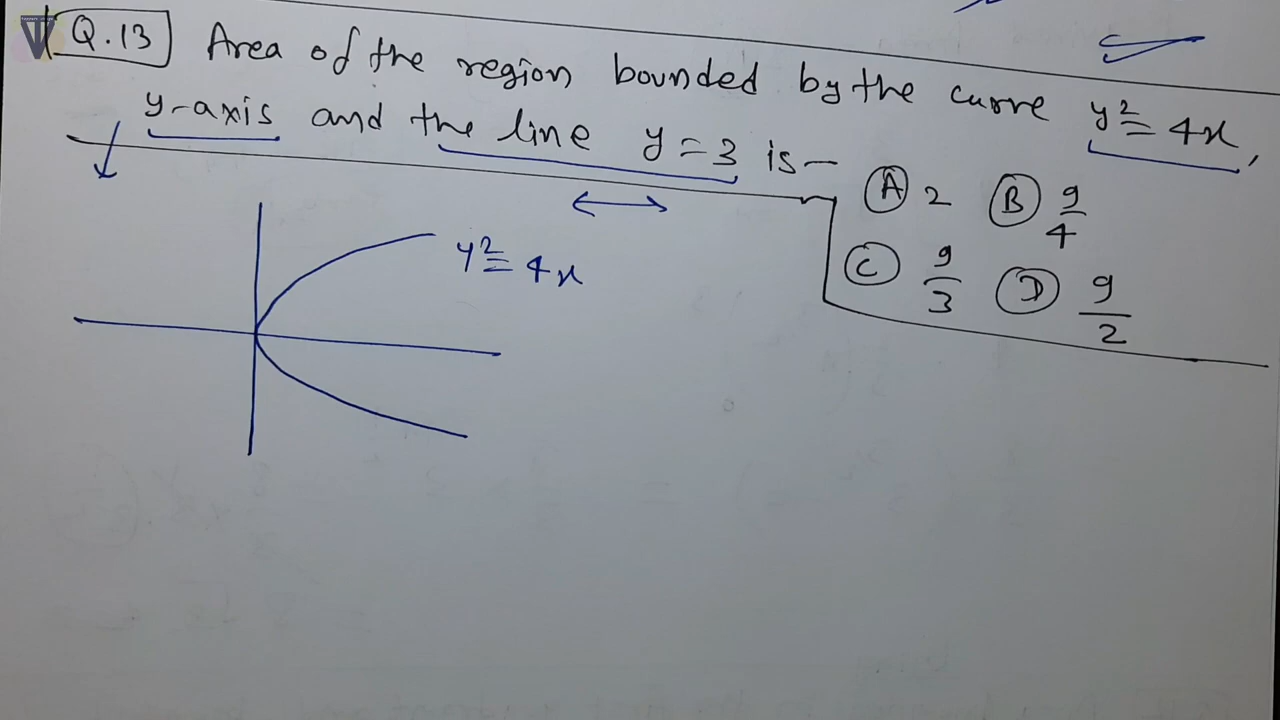 Q.13 Area of the region bounded by the curve y² = 4x,
y-axis and the line y = 3 is —
(A) 2 (B) 9/4
(C) 9/3 (D) 9/2
y² = 4x